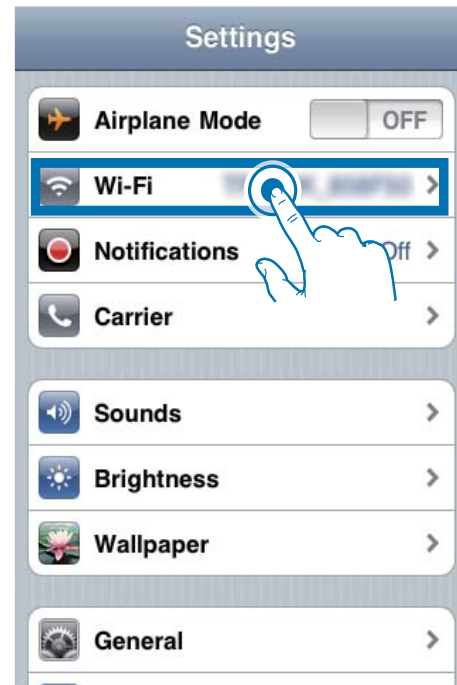 Settings
Airplane Mode OFF
Wi-Fi
Notifications Off
Carrier
Sounds
Brightness
Wallpaper
General